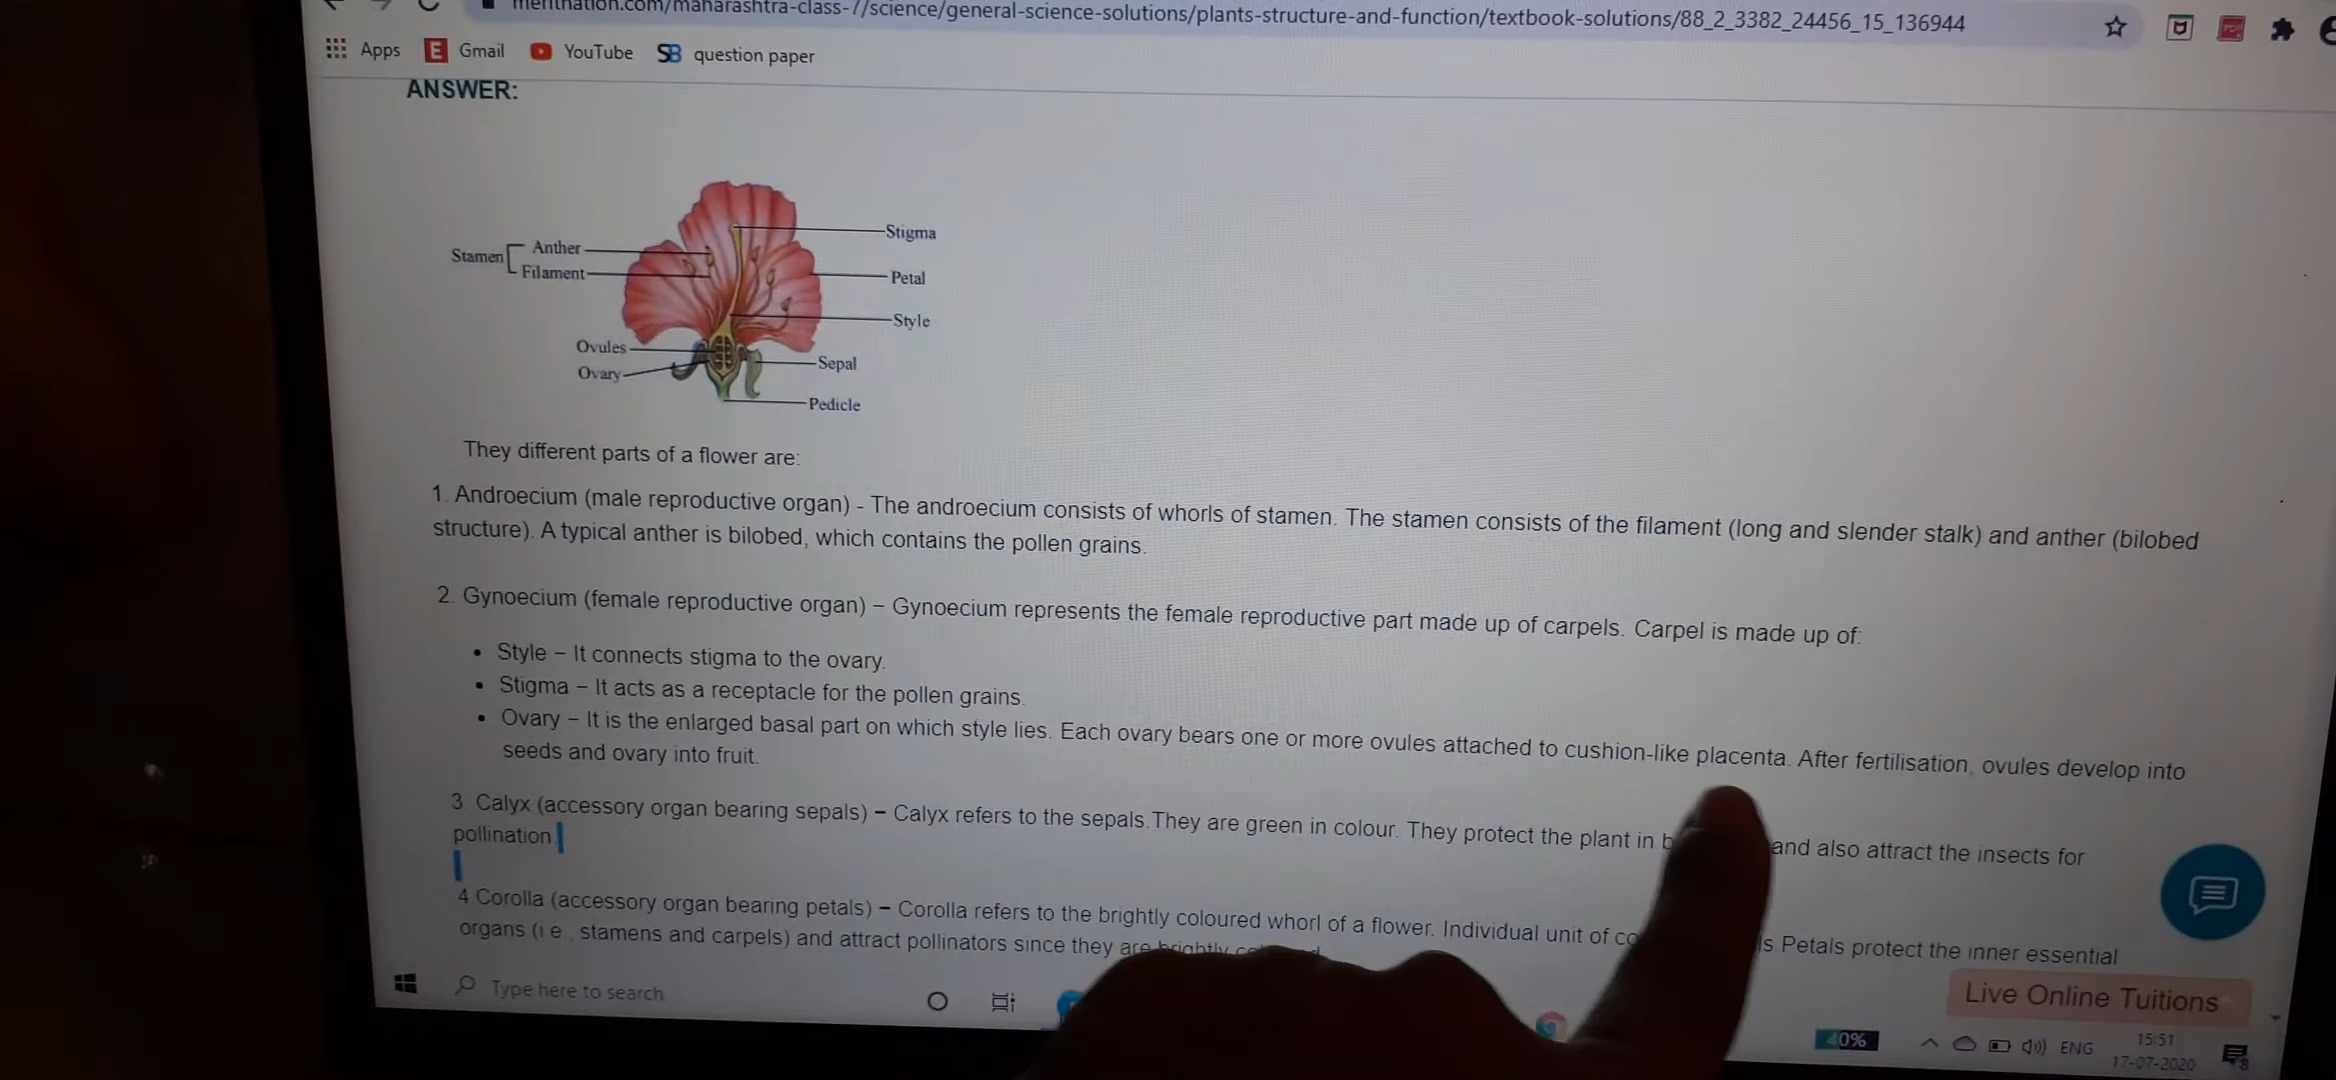 meritnation.com/maharashtra-class-7//science/general-science-solutions/plants-structure-and-function/textbook-solutions/88_2_3382_24456_15_136944
Apps Gmail YouTube SB question paper
ANSWER:
Stigma
Stamen Anther
Filament
Petal
Style
Ovules
Sepal
Ovary
Pedicle
They different parts of a flower are:
1. Androecium (male reproductive organ) - The androecium consists of whorls of stamen. The stamen consists of the filament (long and slender stalk) and anther (bilobed
structure). A typical anther is bilobed, which contains the pollen grains.
2. Gynoecium (female reproductive organ) – Gynoecium represents the female reproductive part made up of carpels. Carpel is made up of:
• Style – It connects stigma to the ovary.
• Stigma – It acts as a receptacle for the pollen grains.
• Ovary – It is the enlarged basal part on which style lies. Each ovary bears one or more ovules attached to cushion-like placenta. After fertilisation, ovules develop into
seeds and ovary into fruit.
3 Calyx (accessory organ bearing sepals) – Calyx refers to the sepals.They are green in colour. They protect the plant in and also attract the insects for
pollination.
4 Corolla (accessory organ bearing petals) – Corolla refers to the brightly coloured whorl of a flower. Individual unit of Petals protect the inner essential
organs (i e , stamens and carpels) and attract pollinators since they are brightly
Live Online Tuitions
Type here to search
40% ENG 15:51
17-07-2020
8